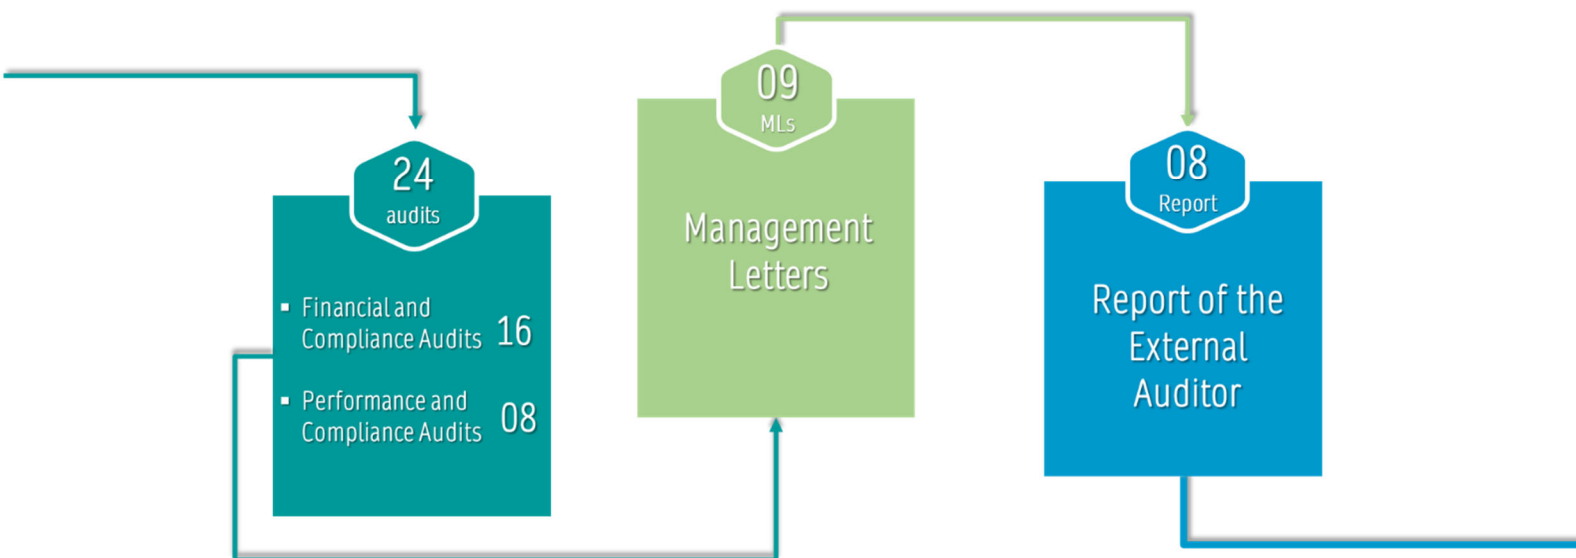 24
audits
▪ Financial and
Compliance Audits 16
▪ Performance and
Compliance Audits 08
09
MLs
Management
Letters
08
Report
Report of the
External
Auditor